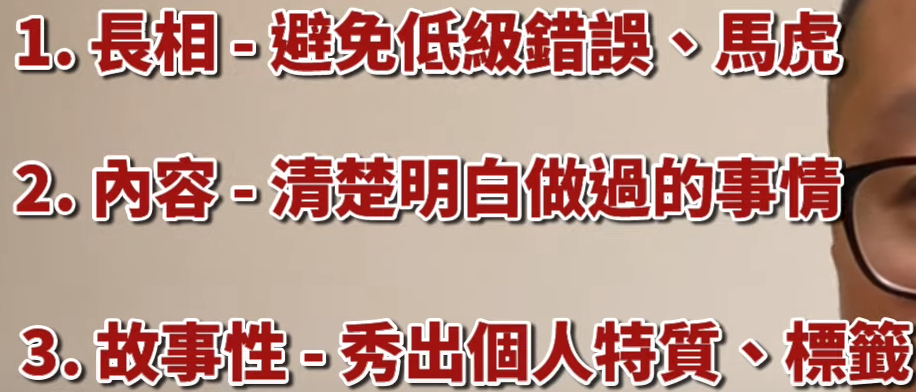 1. 長相 - 避免低級錯誤、馬虎
2. 內容 - 清楚明白做過的事情
3. 故事性 - 秀出個人特質、標籤